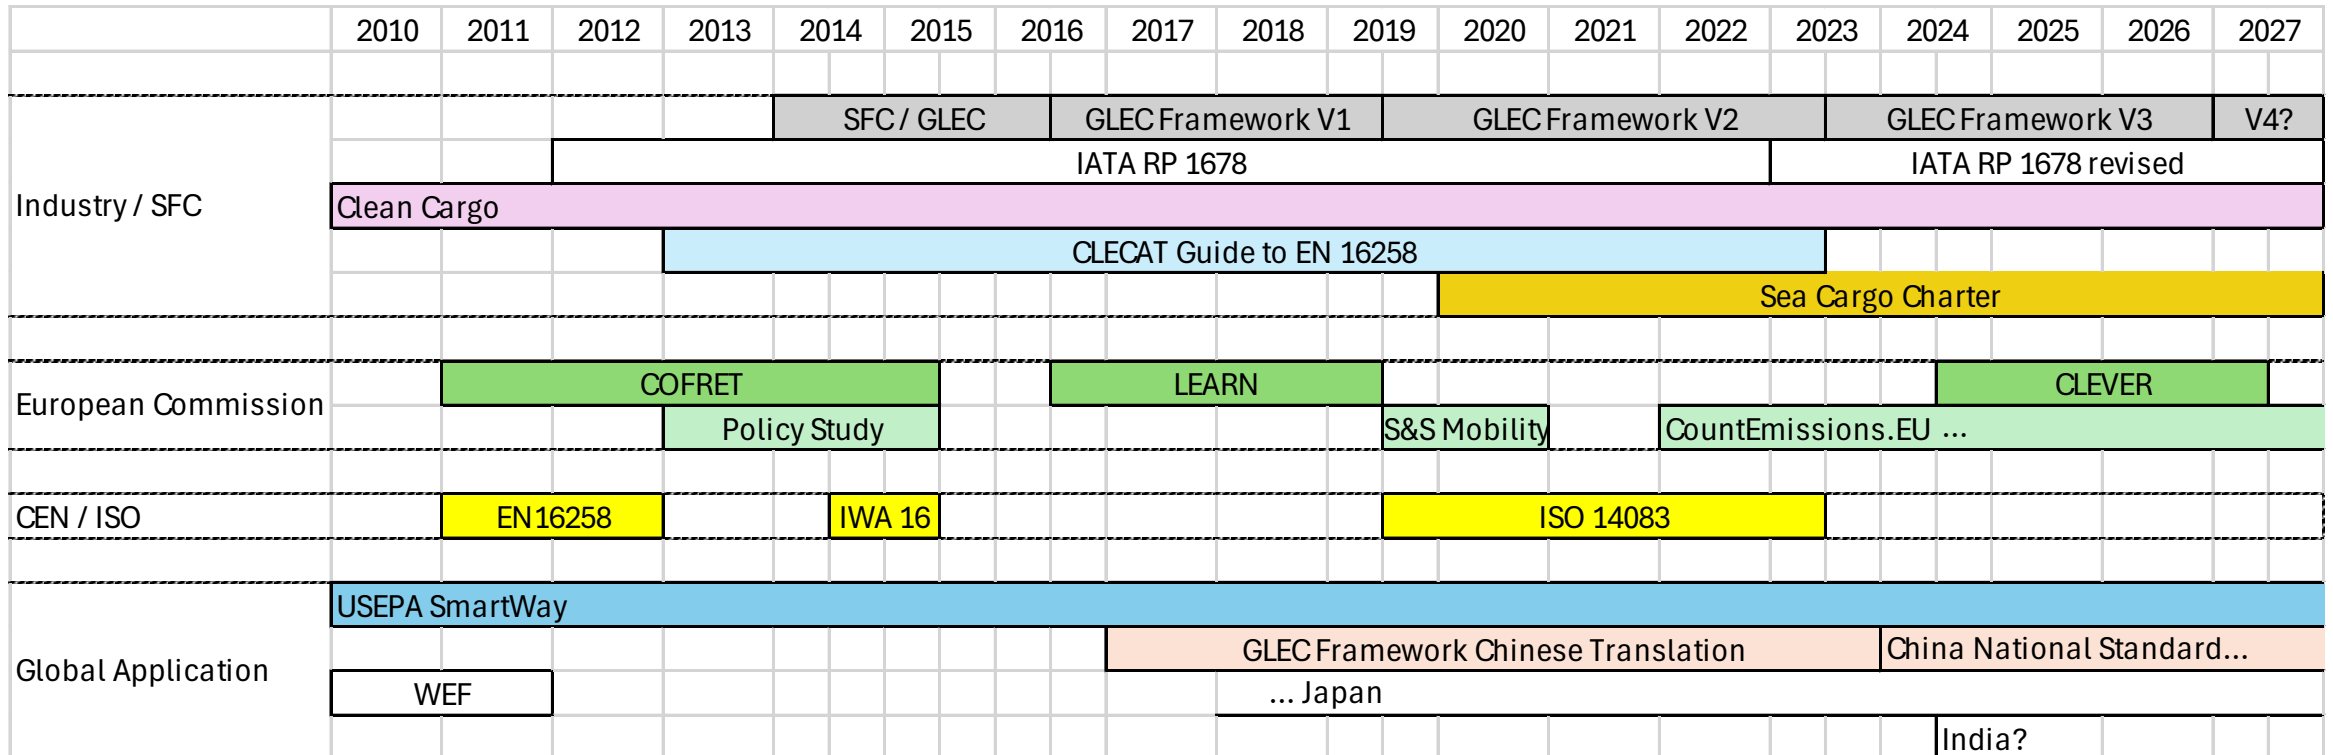 2010 2011 2012 2013 2014 2015 2016 2017 2018 2019 2020 2021 2022 2023 2024 2025 2026 2027
SFC / GLEC GLEC Framework V1 GLEC Framework V2 GLEC Framework V3 V4?
IATA RP 1678 IATA RP 1678 revised
Industry / SFC Clean Cargo
CLECAT Guide to EN 16258
Sea Cargo Charter
COFRET LEARN CLEVER
European Commission
Policy Study S&S Mobility CountEmissions.EU ...
CEN / ISO EN16258 IWA 16 ISO 14083
USEPA SmartWay
GLEC Framework Chinese Translation China National Standard...
Global Application
WEF ... Japan
India?